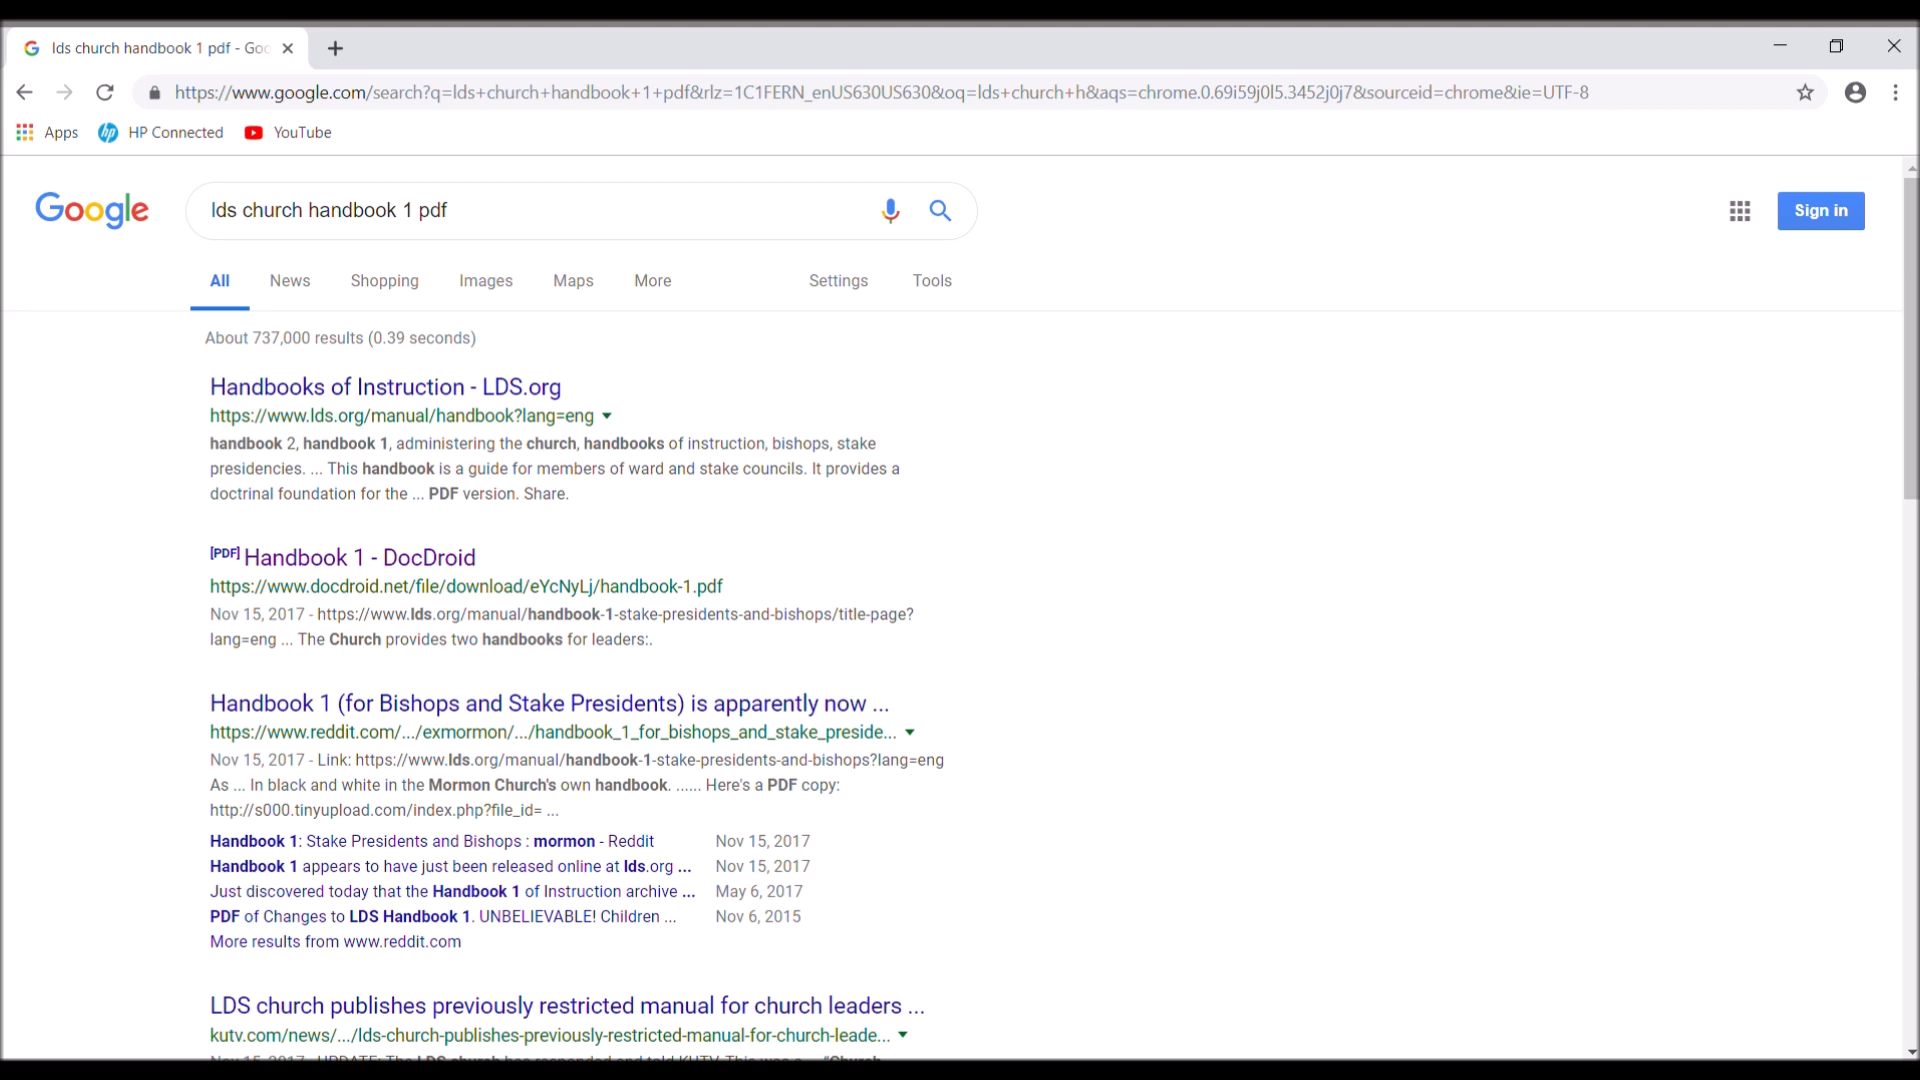 lds church handbook 1 pdf - Goo
https://www.google.com/search?q=lds+church+handbook+1+pdf&rlz=1C1FERN_enUS630US630&oq=lds+church+h&aqs=chrome.0.69i59j0l5.3452j0j7&sourceid=chrome&ie=UTF-8
Apps HP Connected YouTube
Google lds church handbook 1 pdf Sign in
All News Shopping Images Maps More Settings Tools
About 737,000 results (0.39 seconds)
Handbooks of Instruction - LDS.org
https://www.lds.org/manual/handbook?lang=eng
handbook 2, handbook 1, administering the church, handbooks of instruction, bishops, stake
presidencies. ... This handbook is a guide for members of ward and stake councils. It provides a
doctrinal foundation for the ... PDF version. Share.
[PDF] Handbook 1 - DocDroid
https://www.docdroid.net/file/download/eYcNyLj/handbook-1.pdf
Nov 15, 2017 - https://www.lds.org/manual/handbook-1-stake-presidents-and-bishops/title-page?
lang=eng ... The Church provides two handbooks for leaders:.
Handbook 1 (for Bishops and Stake Presidents) is apparently now ...
https://www.reddit.com/.../exmormon/.../handbook_1_for_bishops_and_stake_preside...
Nov 15, 2017 - Link: https://www.lds.org/manual/handbook-1-stake-presidents-and-bishops?lang=eng
As ... In black and white in the Mormon Church's own handbook. ...... Here's a PDF copy:
http://s000.tinyupload.com/index.php?file_id= ...
Handbook 1: Stake Presidents and Bishops : mormon - Reddit Nov 15, 2017
Handbook 1 appears to have just been released online at lds.org ... Nov 15, 2017
Just discovered today that the Handbook 1 of Instruction archive ... May 6, 2017
PDF of Changes to LDS Handbook 1. UNBELIEVABLE! Children ... Nov 6, 2015
More results from www.reddit.com
LDS church publishes previously restricted manual for church leaders ...
kutv.com/news/.../lds-church-publishes-previously-restricted-manual-for-church-leade...